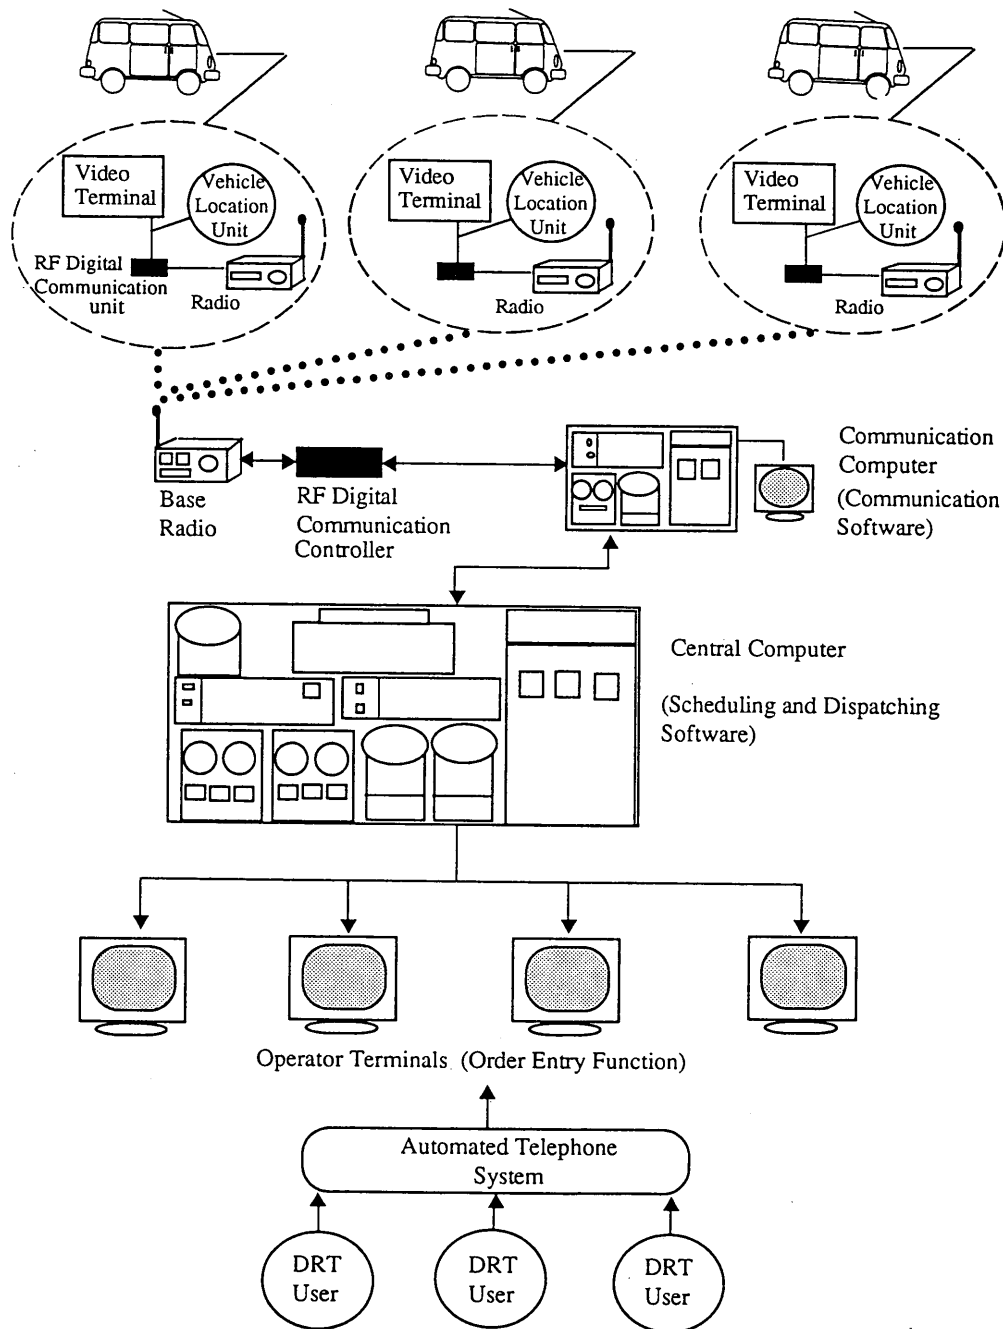 Video
Terminal
Vehicle
Location
Unit
RF Digital
Communication
unit
Radio
Video
Terminal
Vehicle
Location
Unit
Radio
Video
Terminal
Vehicle
Location
Unit
Radio
Base
Radio
RF Digital
Communication
Controller
Communication
Computer
(Communication
Software)
Central Computer
(Scheduling and Dispatching
Software)
Operator Terminals (Order Entry Function)
Automated Telephone
System
DRT
User
DRT
User
DRT
User